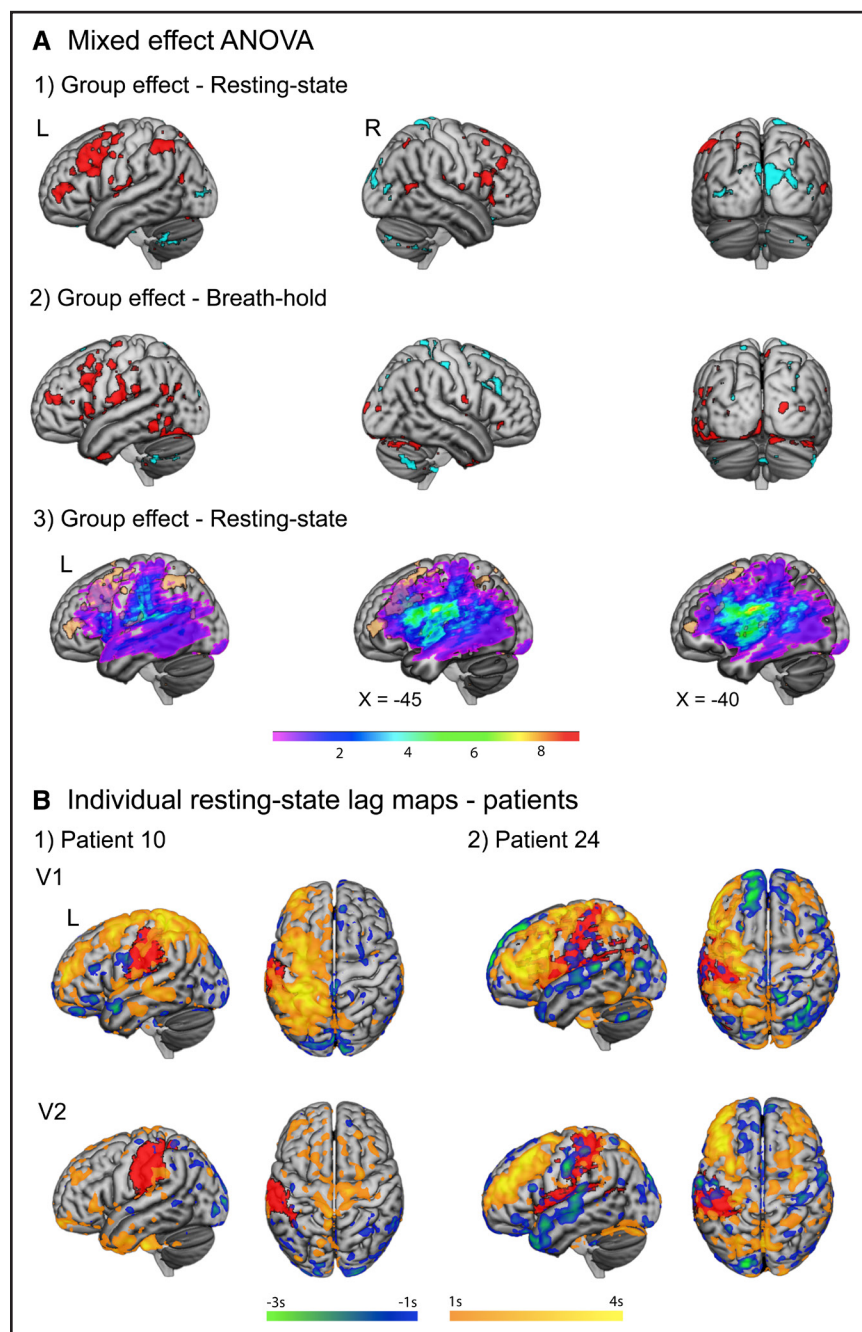 A Mixed effect ANOVA
1) Group effect - Resting-state
L R
2) Group effect - Breath-hold
3) Group effect - Resting-state
L
X = -45 X = -40
2 4 6 8
B Individual resting-state lag maps - patients
1) Patient 10 2) Patient 24
V1
L
V2
-3s -1s 1s 4s